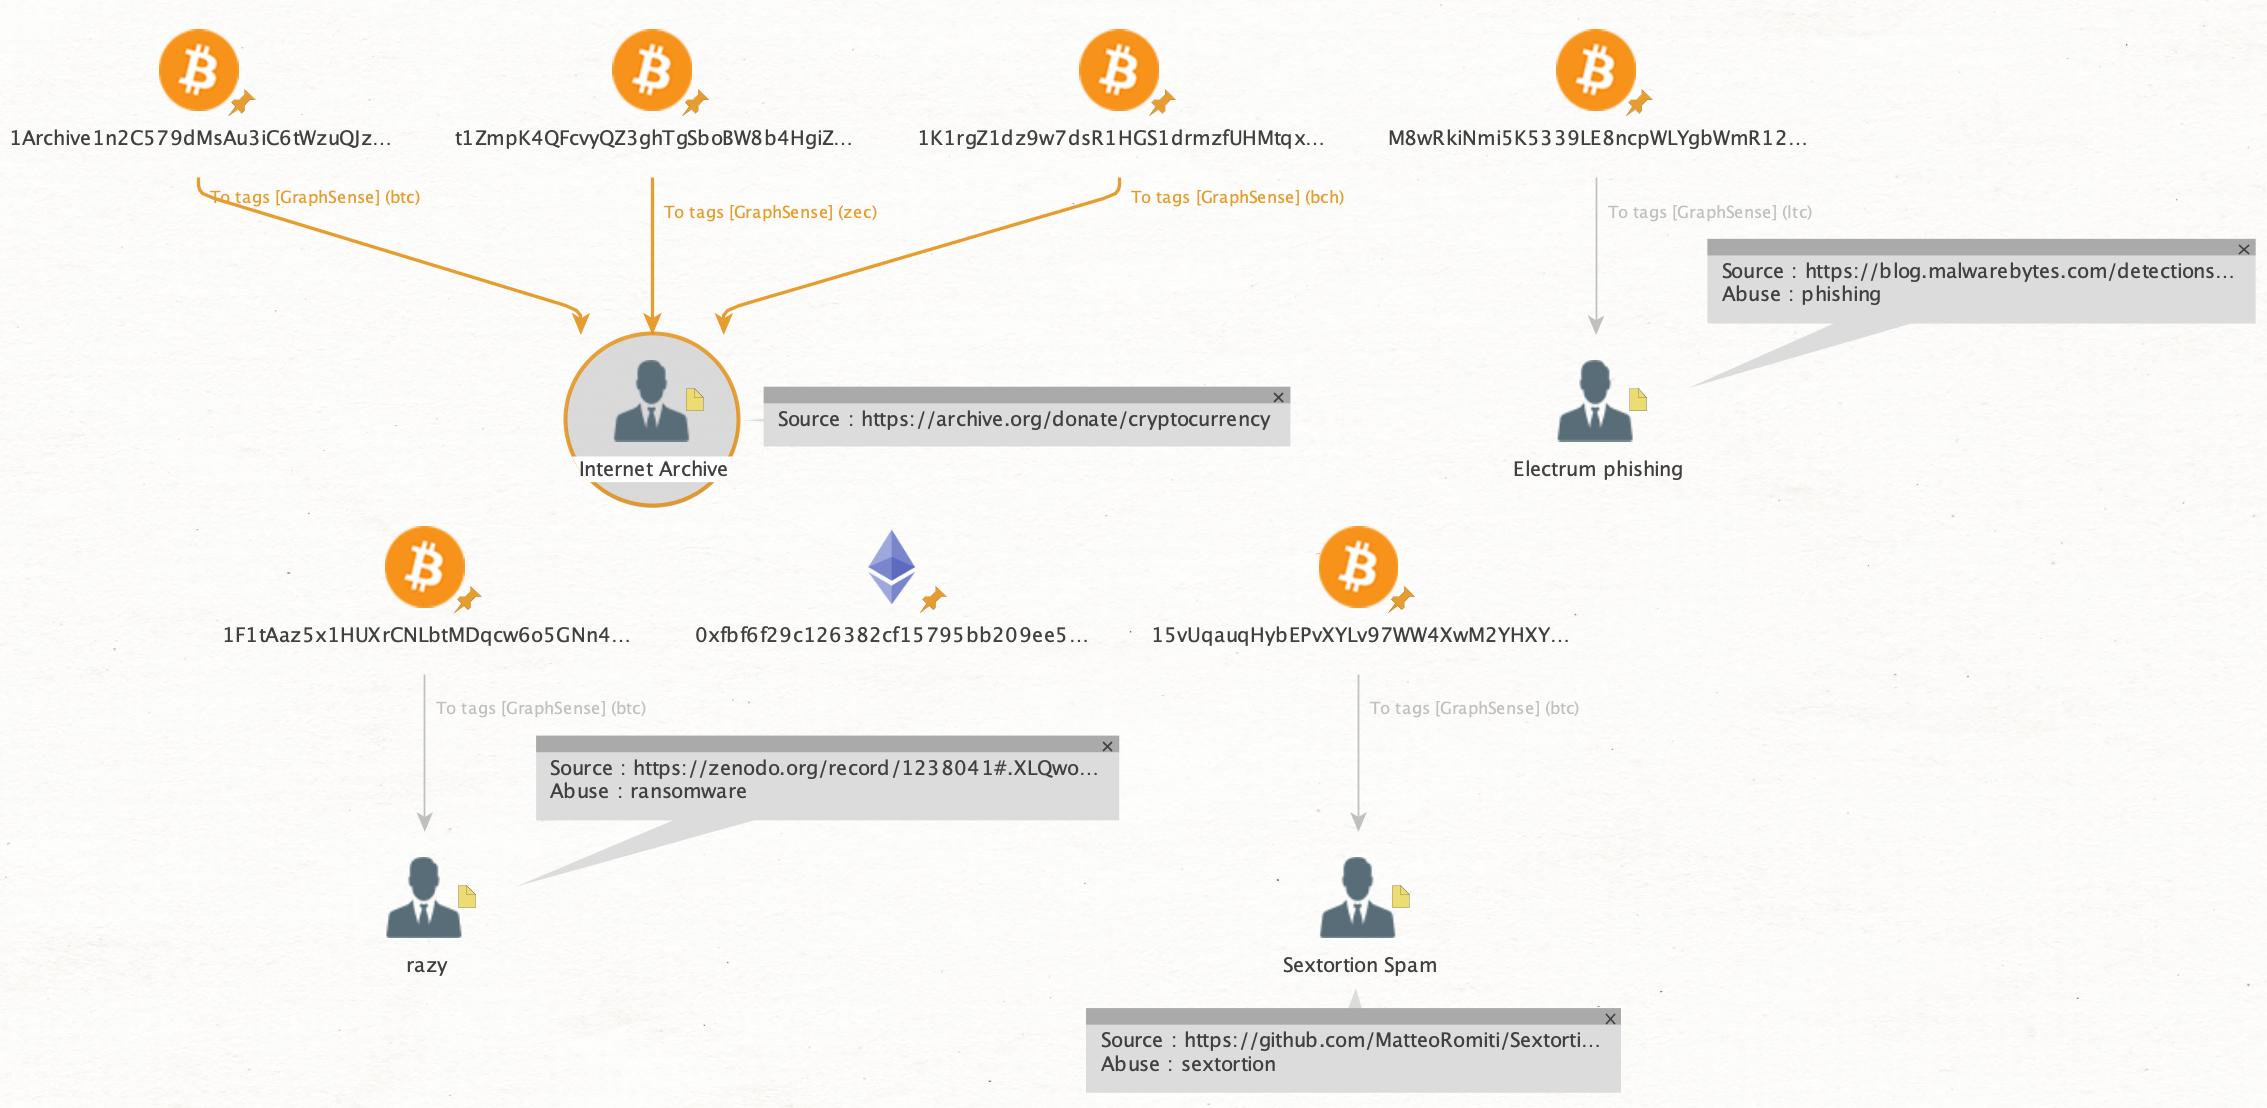 1Archive1n2C579dMsAu3iC6tWzuQJz...
t1ZmpK4QFcvyQZ3ghTgSboBW8b4HgiZ...
1K1rgZ1dz9w7dsR1HGS1drmzfUHMtqx...
M8wRkiNmi5K5339LE8ncpWLYgbWmR12...
To tags [GraphSense] (btc)
To tags [GraphSense] (zec)
To tags [GraphSense] (bch)
To tags [GraphSense] (ltc)
Source : https://blog.malwarebytes.com/detections...
Abuse : phishing
Source : https://archive.org/donate/cryptocurrency
Internet Archive
Electrum phishing
1F1tAaz5x1HUXrCNLbtMDqcw6o5GNn4...
0xfbf6f29c126382cf15795bb209ee5...
15vUqauqHybEPvXYLv97WW4XwM2YHXY...
To tags [GraphSense] (btc)
To tags [GraphSense] (btc)
Source : https://zenodo.org/record/1238041#.XLQwo...
Abuse : ransomware
razy
Sextortion Spam
Source : https://github.com/MatteoRomiti/Sextorti...
Abuse : sextortion